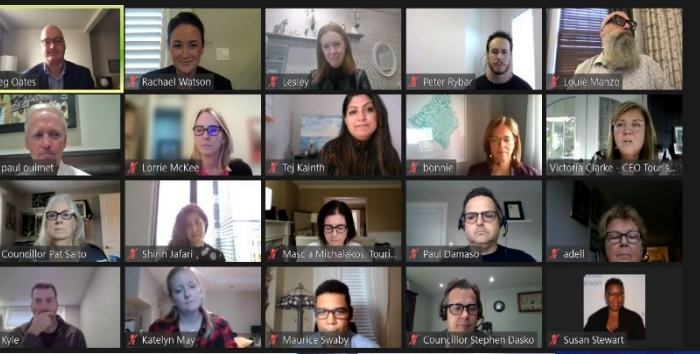 eg Oates
Rachael Watson
Lesley
Peter Rybar
Louie Manzo
paul ouimet
Lorrie McKee
Tej Kainth
bonnie
Victoria Clarke - CEO Touris...
Councillor Pat Saito
Shirin Jafari
Mascia Michalakos, Touri...
Paul Damaso
adell
Kyle
Katelyn May
Maurice Swaby
Councillor Stephen Dasko
Susan Stewart